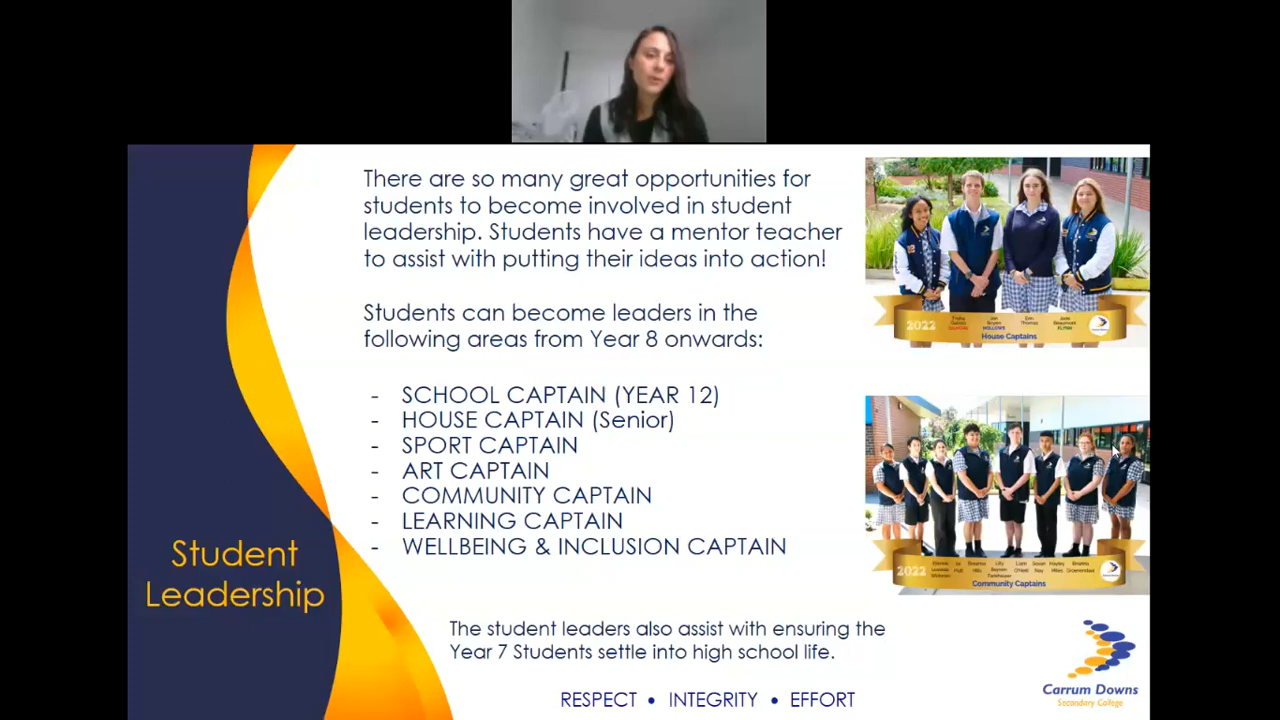 There are so many great opportunities for
students to become involved in student
leadership. Students have a mentor teacher
to assist with putting their ideas into action!
Students can become leaders in the
following areas from Year 8 onwards:
- SCHOOL CAPTAIN (YEAR 12)
- HOUSE CAPTAIN (Senior)
- SPORT CAPTAIN
- ART CAPTAIN
- COMMUNITY CAPTAIN
- LEARNING CAPTAIN
- WELLBEING & INCLUSION CAPTAIN
Student
Leadership
The student leaders also assist with ensuring the
Year 7 Students settle into high school life.
RESPECT • INTEGRITY • EFFORT
2022
Erin
Thomas
House Captains
2022
Community Captains
Carrum Downs
Secondary College